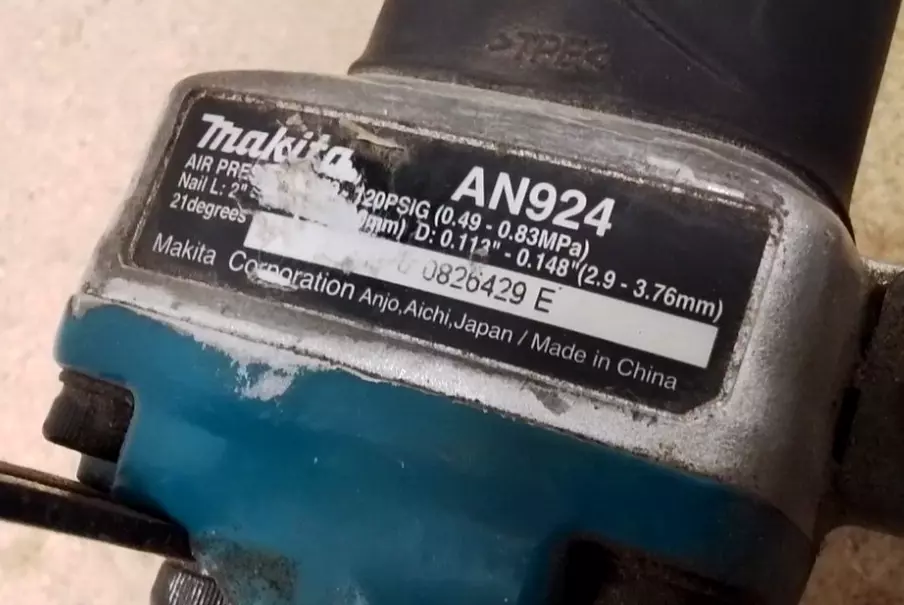 makita
AN924
AIR 120PSIG (0.49 - 0.83MPa)
Nail L: 2" D: 0.113" - 0.148"(2.9 - 3.76mm)
21degrees
0826429 E
Makita Corporation Anjo,Aichi,Japan / Made in China